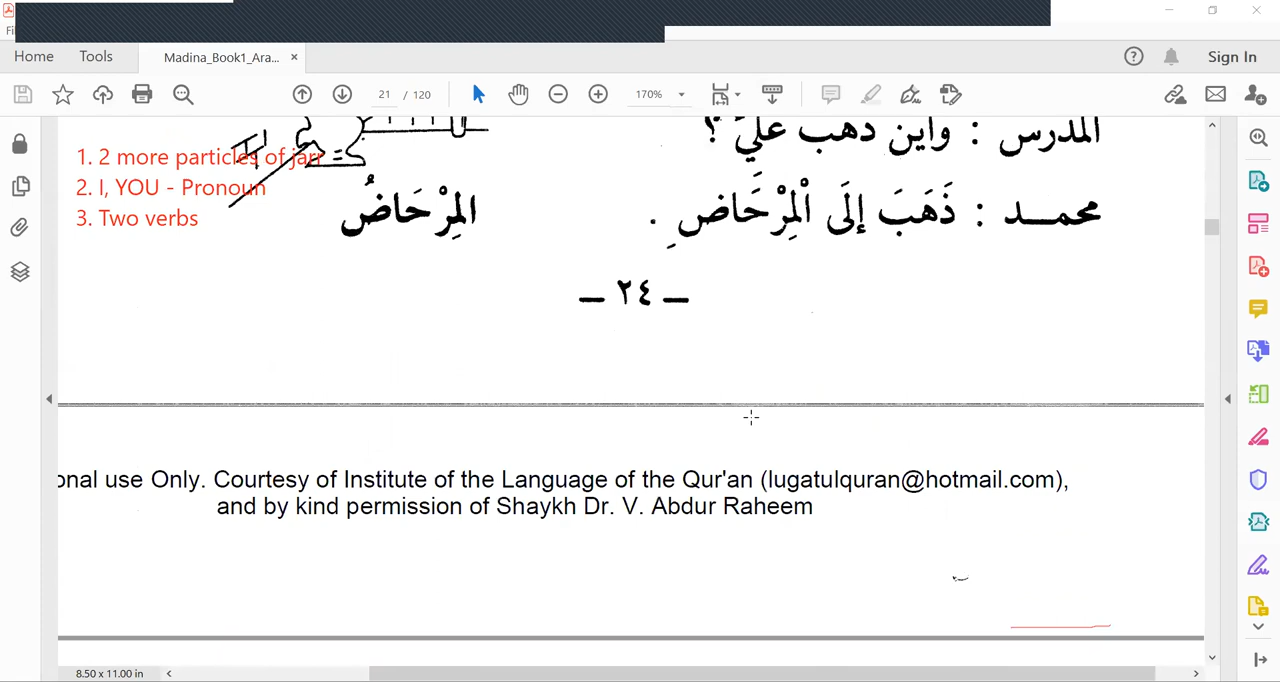 Home Tools Madina_Book1_Ara... ×
Sign In
21 / 120 170%
المدرس : وأين ذهب عليّ ؟
1. 2 more particles of jarr
2. I, YOU - Pronoun
3. Two verbs
محمد : ذَهَبَ إِلَى الْمِرْحَاضِ . المِرْحَاضُ
— ٢٤ —
onal use Only. Courtesy of Institute of the Language of the Qur'an (lugatulquran@hotmail.com),
and by kind permission of Shaykh Dr. V. Abdur Raheem
8.50 x 11.00 in